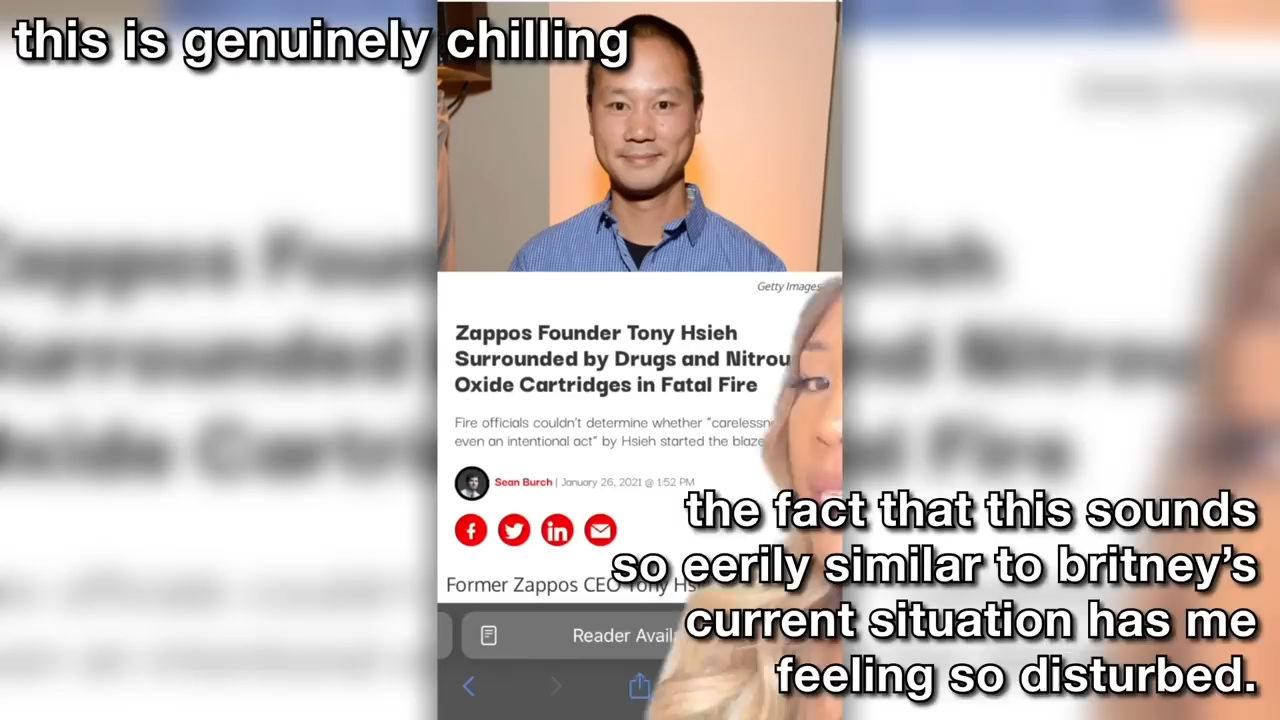 this is genuinely chilling
Getty Images
Zappos Founder Tony Hsieh
Surrounded by Drugs and Nitrou
Oxide Cartridges in Fatal Fire
Fire officials couldn't determine whether "carelessn
even an intentional act" by Hsieh started the blaze
Sean Burch | January 26, 2021 @ 1:52 PM
the fact that this sounds
so eerily similar to britney's
Former Zappos CEO Tony Hs
current situation has me
Reader Avail
feeling so disturbed.